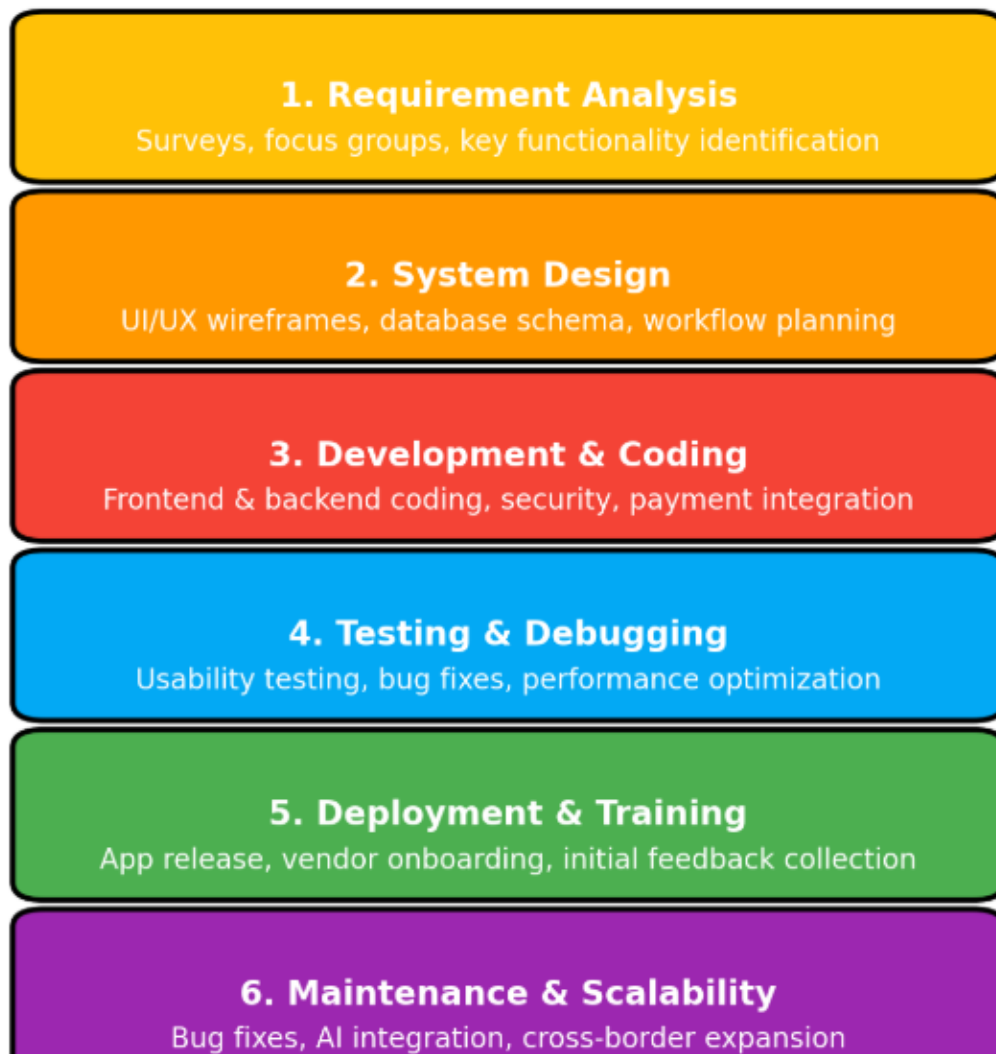 1. Requirement Analysis
Surveys, focus groups, key functionality identification
2. System Design
UI/UX wireframes, database schema, workflow planning
3. Development & Coding
Frontend & backend coding, security, payment integration
4. Testing & Debugging
Usability testing, bug fixes, performance optimization
5. Deployment & Training
App release, vendor onboarding, initial feedback collection
6. Maintenance & Scalability
Bug fixes, AI integration, cross-border expansion